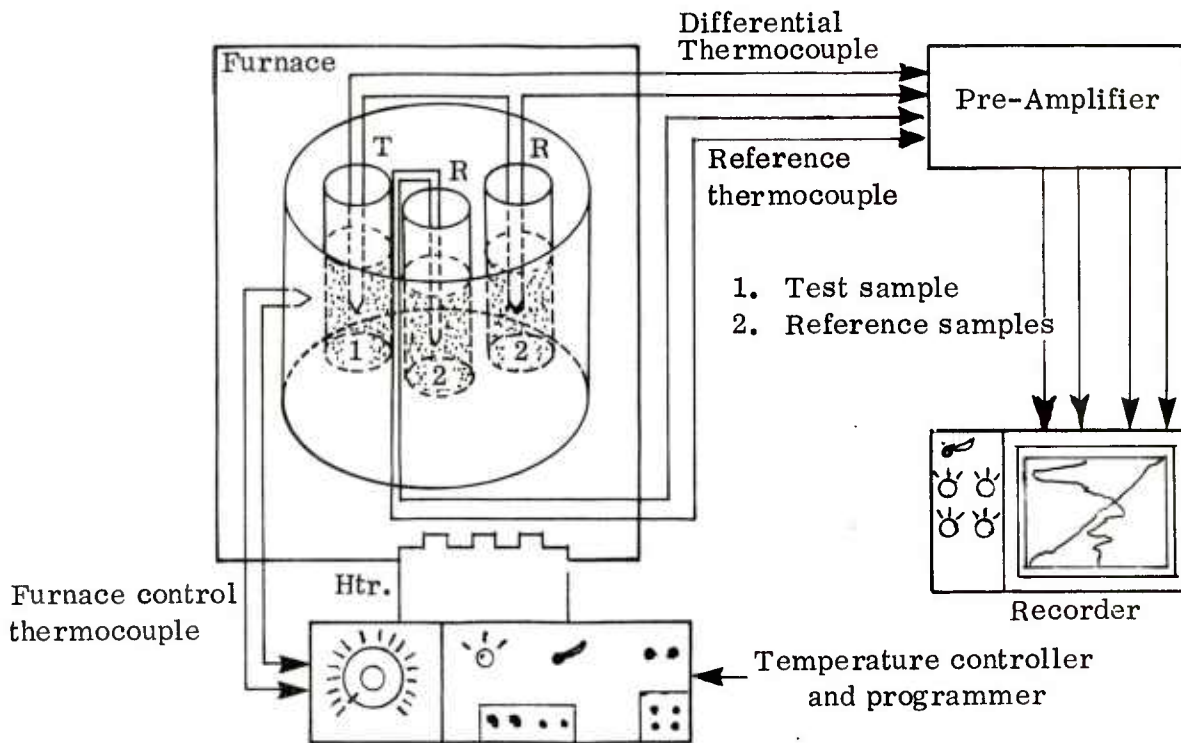 Differential
Thermocouple
Furnace
Pre-Amplifier
T
R
R
Reference
thermocouple
1. Test sample
2. Reference samples
1
2
2
Htr.
Furnace control
thermocouple
Recorder
Temperature controller
and programmer